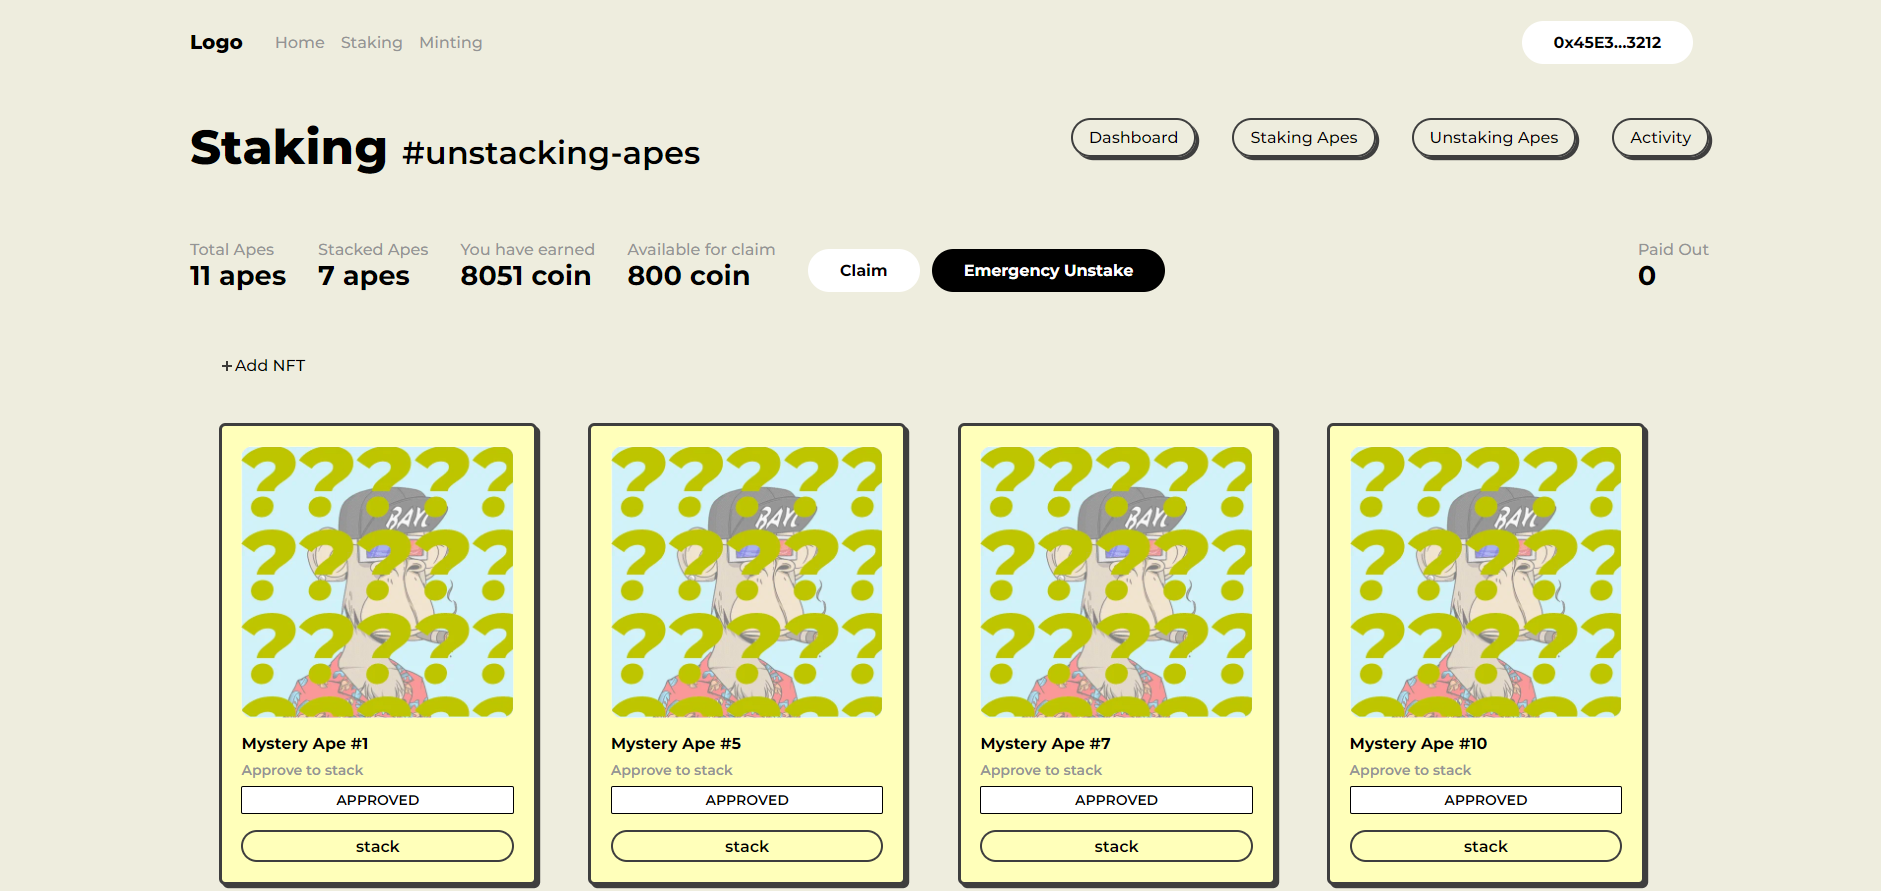 Logo Home Staking Minting 0x45E3...3212
Staking #unstacking-apes Dashboard Staking Apes Unstaking Apes Activity
Total Apes Stacked Apes You have earned Available for claim Paid Out
11 apes 7 apes 8051 coin 800 coin Claim Emergency Unstake 0
+Add NFT
Mystery Ape #1 Mystery Ape #5 Mystery Ape #7 Mystery Ape #10
Approve to stack Approve to stack Approve to stack Approve to stack
APPROVED APPROVED APPROVED APPROVED
stack stack stack stack